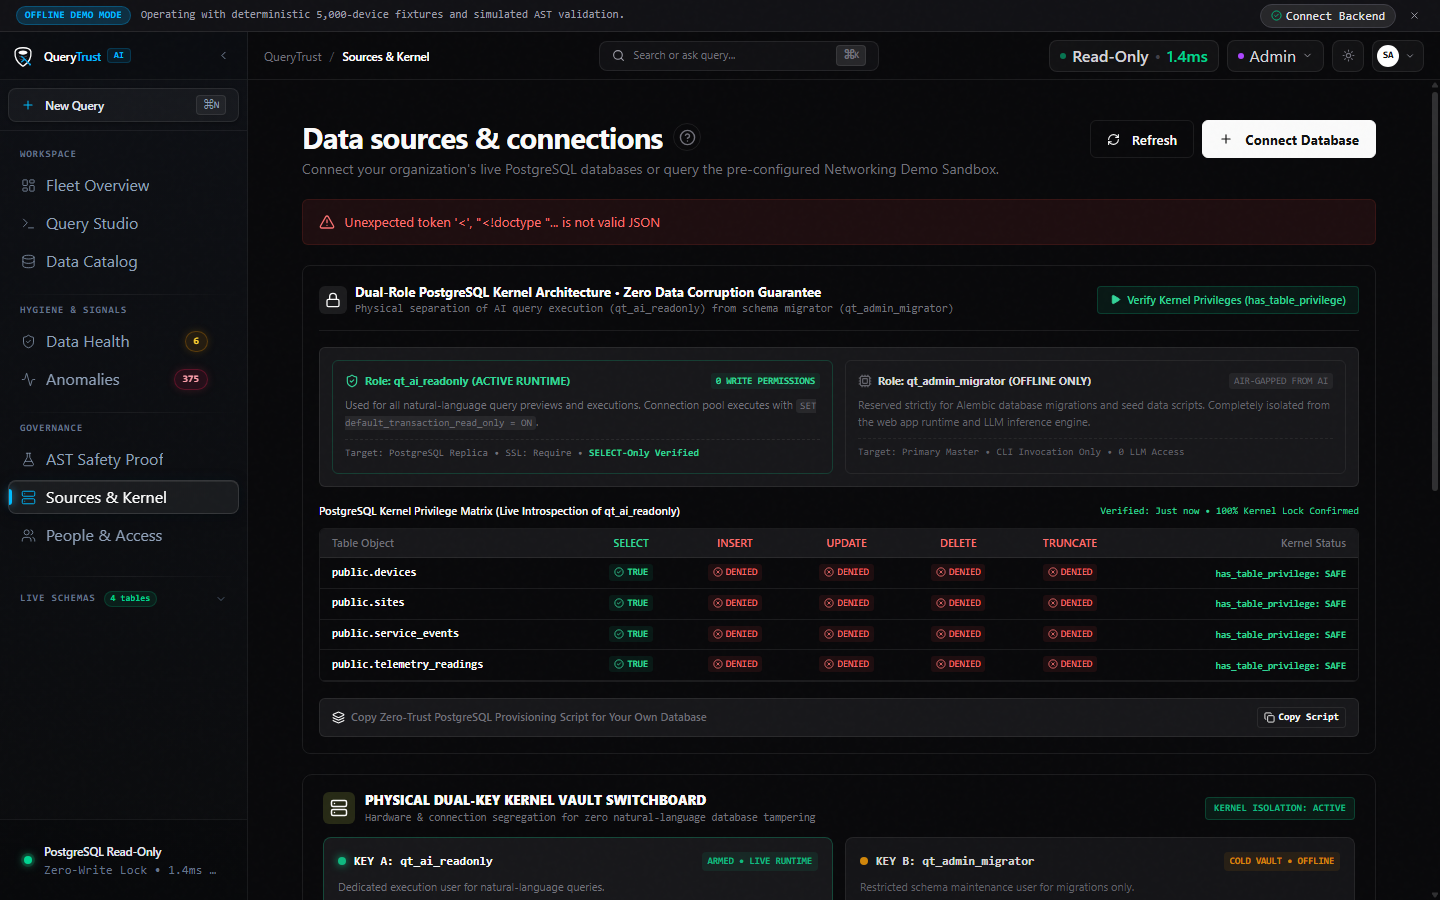 OFFLINE DEMO MODE Operating with deterministic 5,000-device fixtures and simulated AST validation. Connect Backend
QueryTrust AI
QueryTrust / Sources & Kernel
Search or ask query... ⌘K
Read-Only • 1.4ms
Admin
SA
New Query ⌘N
WORKSPACE
Fleet Overview
Query Studio
Data Catalog
HYGIENE & SIGNALS
Data Health 6
Anomalies 375
GOVERNANCE
AST Safety Proof
Sources & Kernel
People & Access
LIVE SCHEMAS 4 tables
PostgreSQL Read-Only
Zero-Write Lock • 1.4ms …
Data sources & connections
Refresh
Connect Database
Connect your organization's live PostgreSQL databases or query the pre-configured Networking Demo Sandbox.
Unexpected token '<', "<!doctype "... is not valid JSON
Dual-Role PostgreSQL Kernel Architecture • Zero Data Corruption Guarantee
Physical separation of AI query execution (qt_ai_readonly) from schema migrator (qt_admin_migrator)
Verify Kernel Privileges (has_table_privilege)
Role: qt_ai_readonly (ACTIVE RUNTIME) 0 WRITE PERMISSIONS
Used for all natural-language query previews and executions. Connection pool executes with SET
default_transaction_read_only = ON.
Target: PostgreSQL Replica • SSL: Require • SELECT-Only Verified
Role: qt_admin_migrator (OFFLINE ONLY) AIR-GAPPED FROM AI
Reserved strictly for Alembic database migrations and seed data scripts. Completely isolated from
the web app runtime and LLM inference engine.
Target: Primary Master • CLI Invocation Only • 0 LLM Access
PostgreSQL Kernel Privilege Matrix (Live Introspection of qt_ai_readonly) Verified: Just now • 100% Kernel Lock Confirmed
Table Object SELECT INSERT UPDATE DELETE TRUNCATE Kernel Status
public.devices TRUE DENIED DENIED DENIED DENIED has_table_privilege: SAFE
public.sites TRUE DENIED DENIED DENIED DENIED has_table_privilege: SAFE
public.service_events TRUE DENIED DENIED DENIED DENIED has_table_privilege: SAFE
public.telemetry_readings TRUE DENIED DENIED DENIED DENIED has_table_privilege: SAFE
Copy Zero-Trust PostgreSQL Provisioning Script for Your Own Database Copy Script
PHYSICAL DUAL-KEY KERNEL VAULT SWITCHBOARD
Hardware & connection segregation for zero natural-language database tampering
KERNEL ISOLATION: ACTIVE
KEY A: qt_ai_readonly ARMED • LIVE RUNTIME
Dedicated execution user for natural-language queries.
KEY B: qt_admin_migrator COLD VAULT • OFFLINE
Restricted schema maintenance user for migrations only.